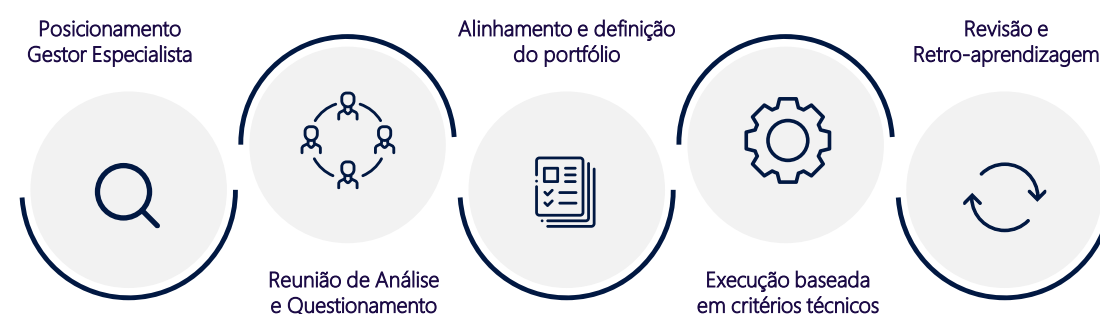 Posicionamento
Gestor Especialista
Reunião de Análise
e Questionamento
Alinhamento e definição
do portfólio
Execução baseada
em critérios técnicos
Revisão e
Retro-aprendizagem